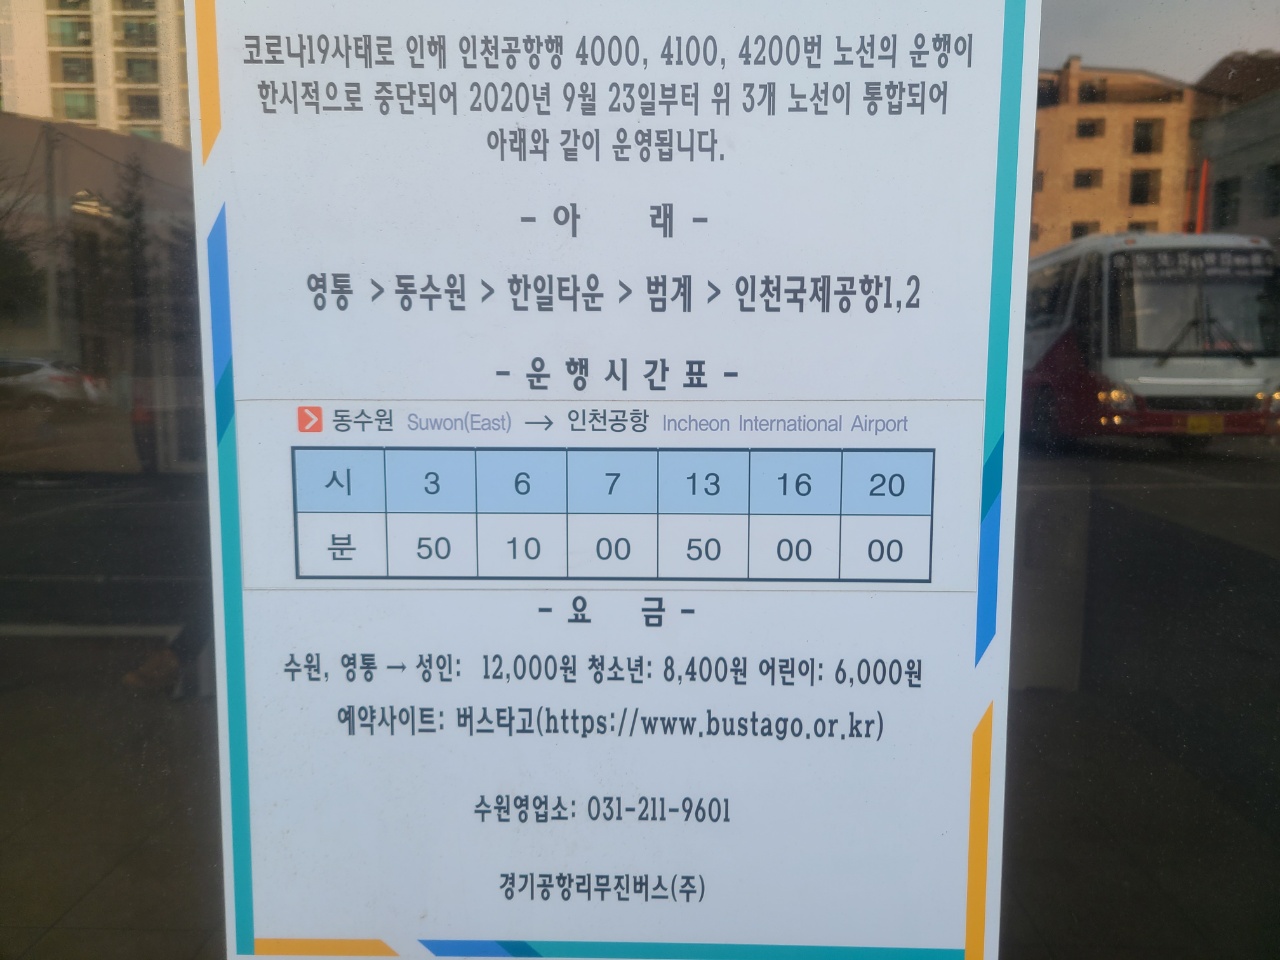 코로나19사태로 인해 인천공항행 4000, 4100, 4200번 노선의 운행이
한시적으로 중단되어 2020년 9월 23일부터 위 3개 노선이 통합되어
아래와 같이 운영됩니다.
- 아 래 -
영통 > 동수원 > 한일타운 > 범계 > 인천국제공항1,2
- 운 행 시 간 표 -
동수원 Suwon(East) → 인천공항 Incheon International Airport
시 3 6 7 13 16 20
분 50 10 00 50 00 00
- 요 금 -
수원, 영통 → 성인: 12,000원 청소년: 8,400원 어린이: 6,000원
예약사이트: 버스타고(https://www.bustago.or.kr)
수원영업소: 031-211-9601
경기공항리무진버스(주)